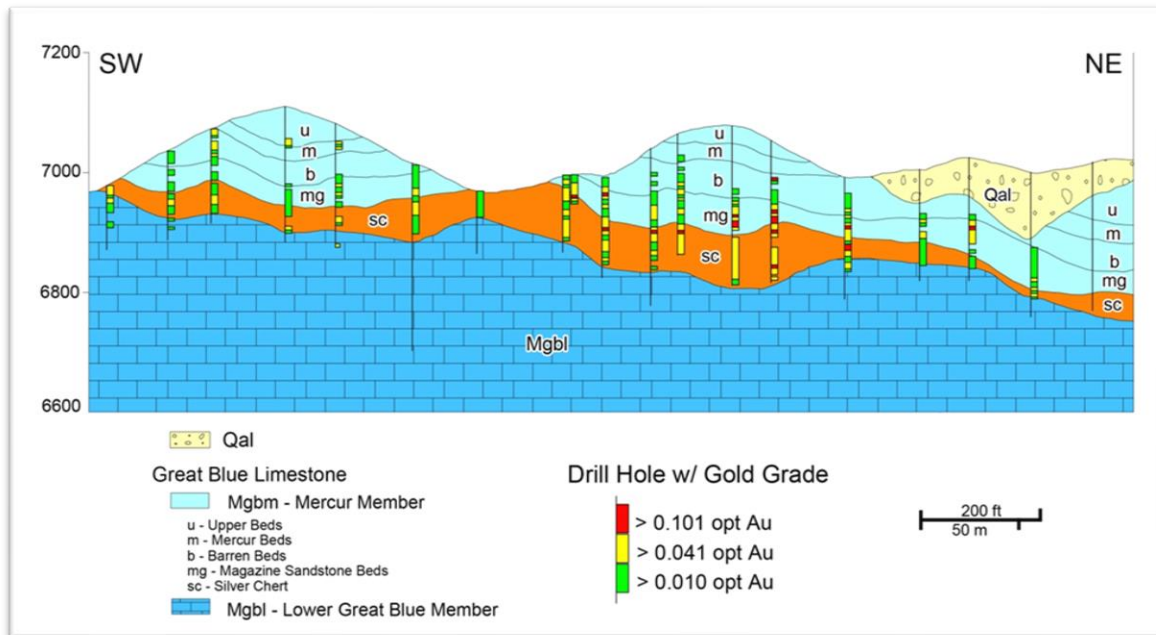 7200
SW
NE
7000
6800
6600
u
m
b
mg
sc
u
m
b
mg
sc
Qal
u
m
b
mg
sc
Mgbl
Qal
Great Blue Limestone
Mgbm - Mercur Member
u - Upper Beds
m - Mercur Beds
b - Barren Beds
mg - Magazine Sandstone Beds
sc - Silver Chert
Mgbl - Lower Great Blue Member
Drill Hole w/ Gold Grade
> 0.101 opt Au
> 0.041 opt Au
> 0.010 opt Au
200 ft
50 m